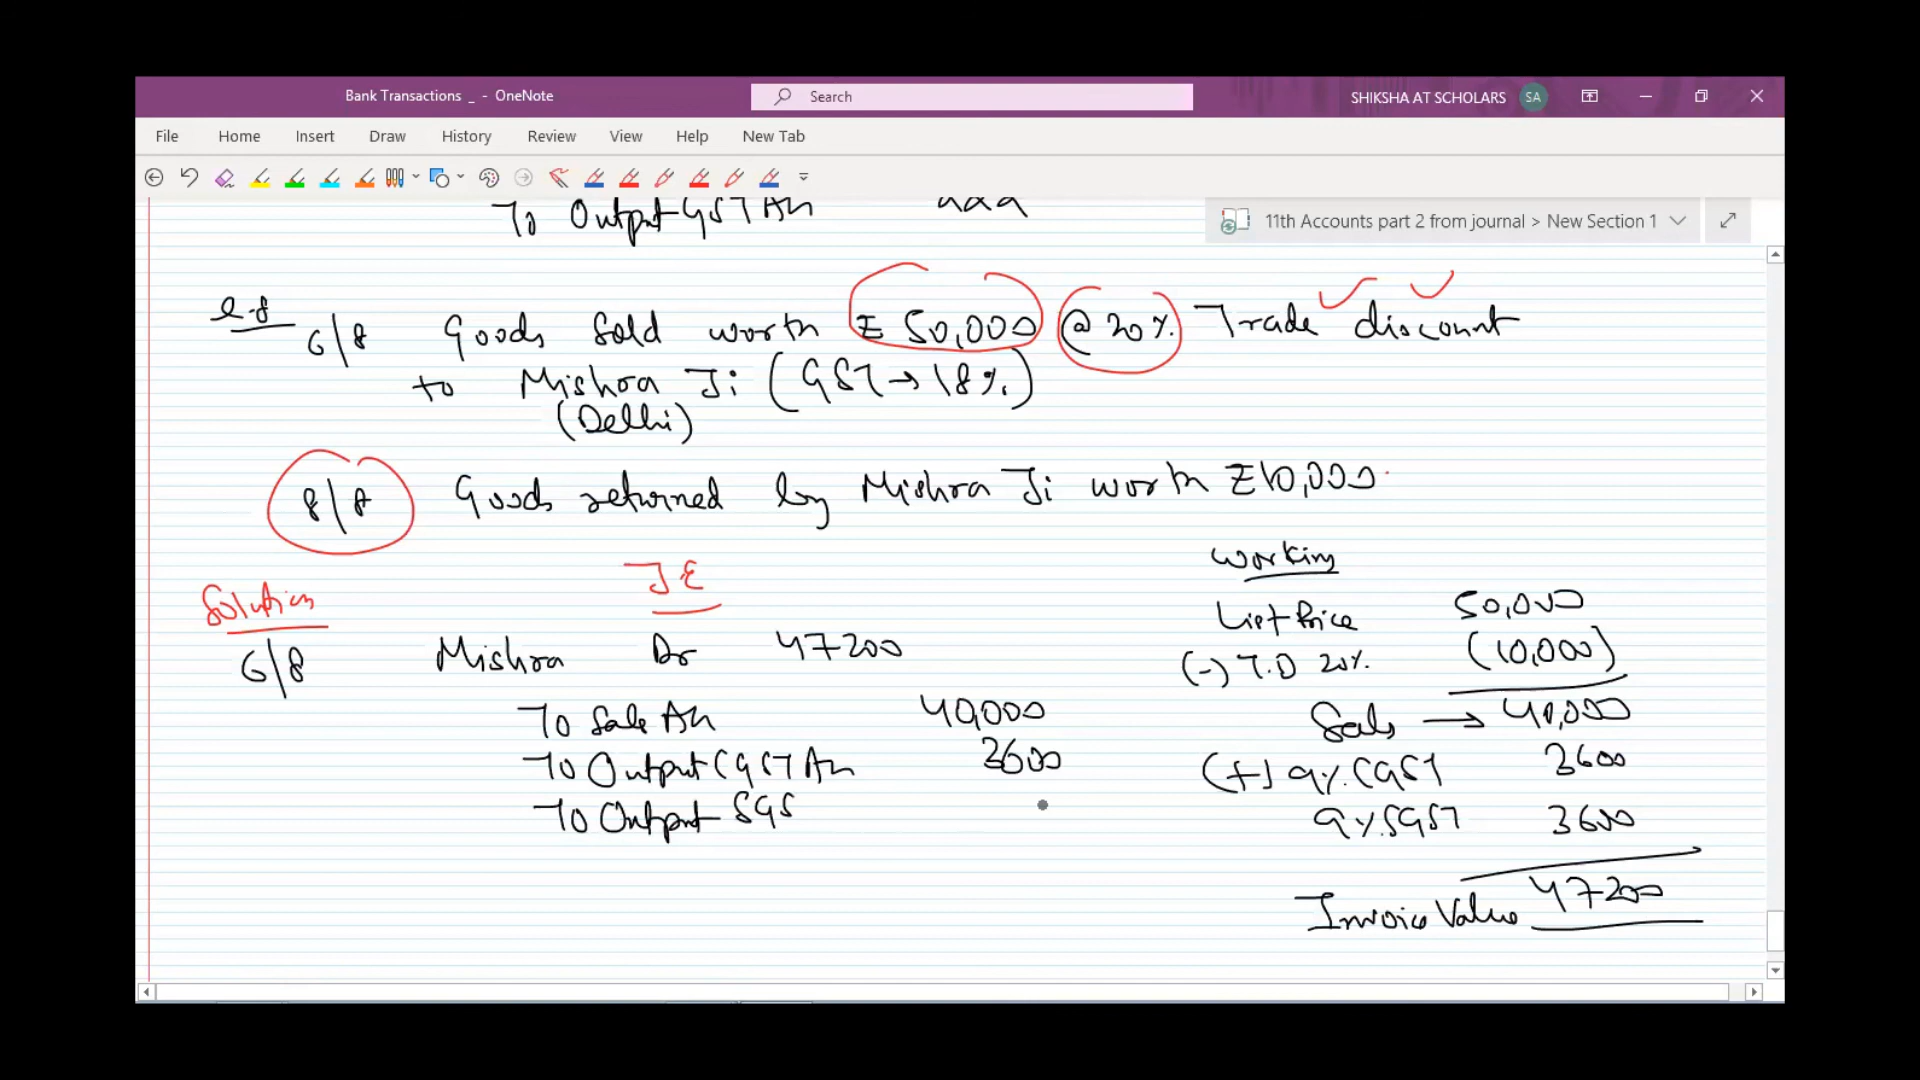 Bank Transactions _ - OneNote
Search
SHIKSHA AT SCHOLARS SA
File Home Insert Draw History Review View Help New Tab
11th Accounts part 2 from journal > New Section 1
To Output GST A/c
e.8
6/8 Goods Sold worth ₹ 50,000 @ 20% Trade discount
to Mishra Ji (GST → 18%)
(Delhi)
8/8 Goods returned by Mishra Ji worth ₹10,000
Solution
JE
Working
List Price 50,000
(-) T.D 20% (10,000)
6/8 Mishra Dr 47200
To Sale A/c 40,000
Sales → 40,000
To Output CGST A/c 3600
(+) 9% CGST 3600
To Output SGS
9% SGST 3600
Invoice Value 47200